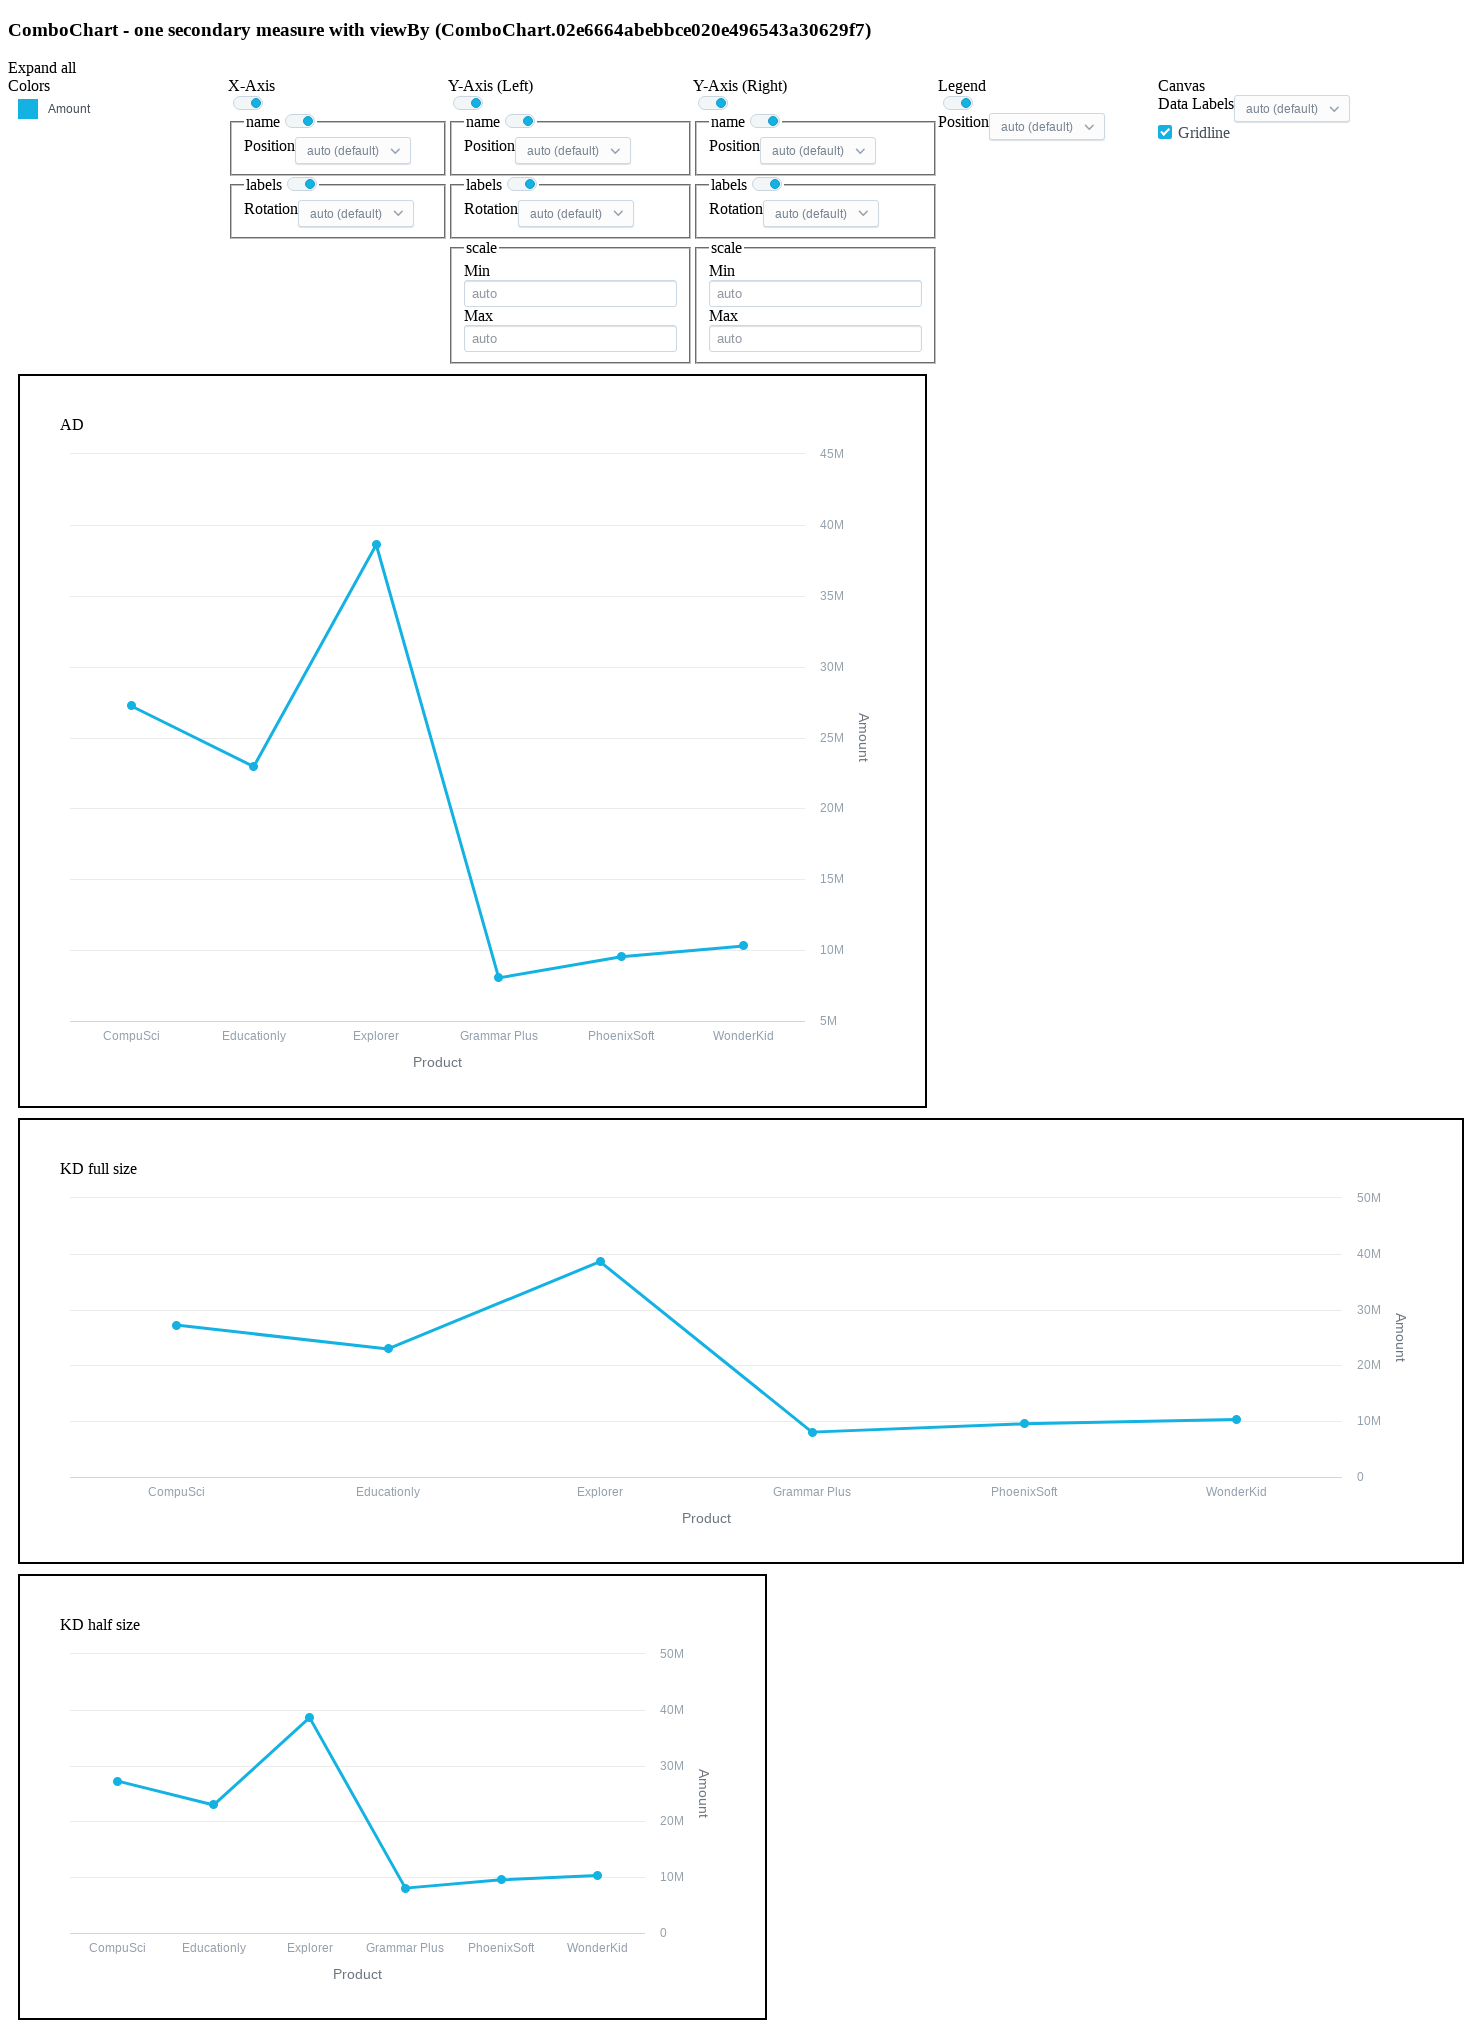 ComboChart - one secondary measure with viewBy (ComboChart.02e6664abebbce020e496543a30629f7)
Expand all
Colors
Amount
X-Axis
name
Position auto (default)
labels
Rotation auto (default)
Y-Axis (Left)
name
Position auto (default)
labels
Rotation auto (default)
scale
Min
auto
Max
auto
Y-Axis (Right)
name
Position auto (default)
labels
Rotation auto (default)
scale
Min
auto
Max
auto
Legend
Position auto (default)
Canvas
Data Labels auto (default)
Gridline
AD
45M
40M
35M
30M
25M
20M
15M
10M
5M
Amount
CompuSci Educationly Explorer Grammar Plus PhoenixSoft WonderKid
Product
KD full size
50M
40M
30M
20M
10M
0
Amount
CompuSci Educationly Explorer Grammar Plus PhoenixSoft WonderKid
Product
KD half size
50M
40M
30M
20M
10M
0
Amount
CompuSci Educationly Explorer Grammar Plus PhoenixSoft WonderKid
Product